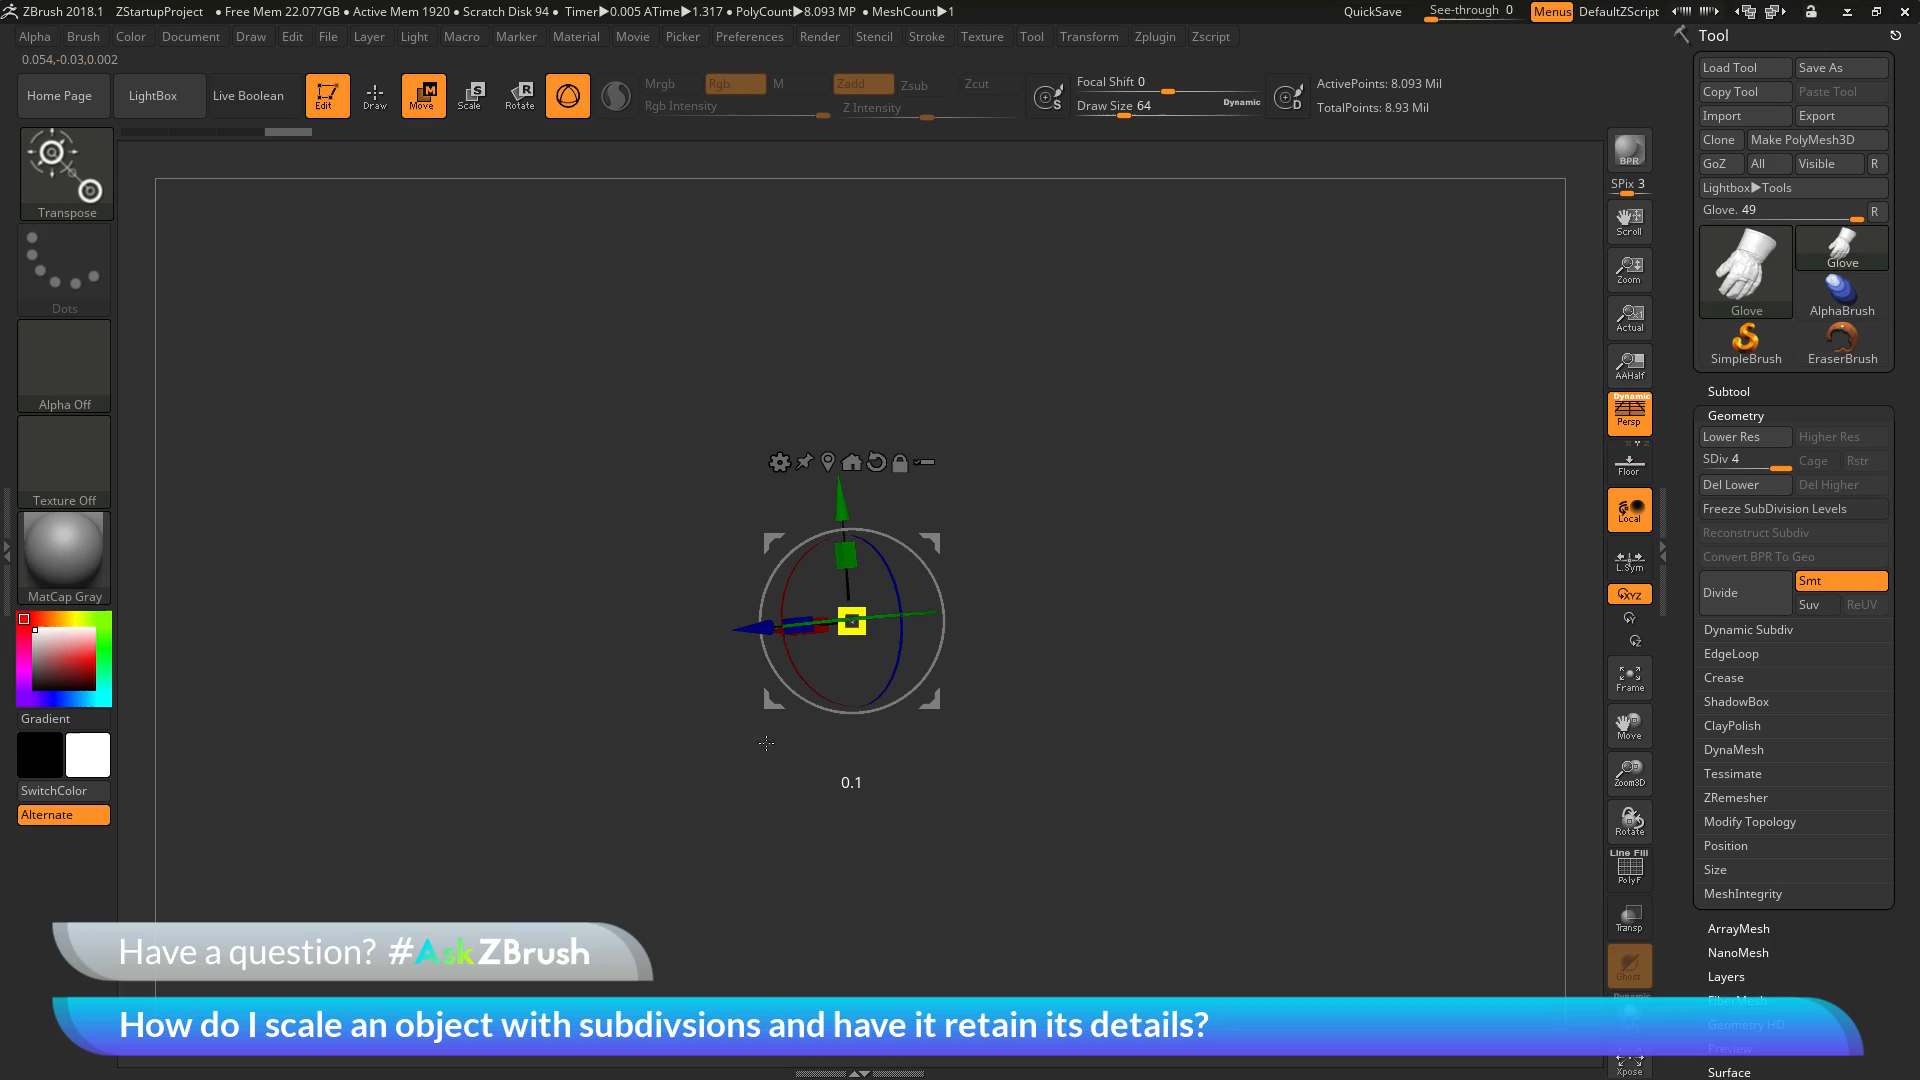 ZBrush 2018.1 ZStartupProject • Free Mem 22.077GB • Active Mem 1920 • Scratch Disk 94 • Timer▶0.005 ATime▶1.317 • PolyCount▶8.093 MP • MeshCount▶1 QuickSave See-through 0 Menus DefaultZScript
Alpha Brush Color Document Draw Edit File Layer Light Macro Marker Material Movie Picker Preferences Render Stencil Stroke Texture Tool Transform Zplugin Zscript
0.054,-0.03,0.002
Home Page LightBox Live Boolean Edit Draw Move Scale Rotate
Mrgb Rgb M Zadd Zsub Zcut
Rgb Intensity Z Intensity
Focal Shift 0
Draw Size 64 Dynamic
ActivePoints: 8.093 Mil
TotalPoints: 8.93 Mil
Transpose
Dots
Alpha Off
Texture Off
MatCap Gray
Gradient
SwitchColor
Alternate
0.1
BPR
SPix 3
Scroll
Zoom
Actual
AAHalf
Dynamic
Persp
Floor
Local
L.Sym
XYZ
Frame
Move
Zoom3D
Rotate
Line Fill
PolyF
Transp
Ghost
Dynamic
Xpose
Tool
Load Tool Save As
Copy Tool Paste Tool
Import Export
Clone Make PolyMesh3D
GoZ All Visible R
Lightbox▶Tools
Glove. 49 R
Glove
Glove AlphaBrush
SimpleBrush EraserBrush
Subtool
Geometry
Lower Res Higher Res
SDiv 4 Cage Rstr
Del Lower Del Higher
Freeze SubDivision Levels
Reconstruct Subdiv
Convert BPR To Geo
Divide Smt
Suv ReUV
Dynamic Subdiv
EdgeLoop
Crease
ShadowBox
ClayPolish
DynaMesh
Tessimate
ZRemesher
Modify Topology
Position
Size
MeshIntegrity
ArrayMesh
NanoMesh
Layers
FiberMesh
Geometry HD
Preview
Surface
Have a question? #AskZBrush
How do I scale an object with subdivsions and have it retain its details?